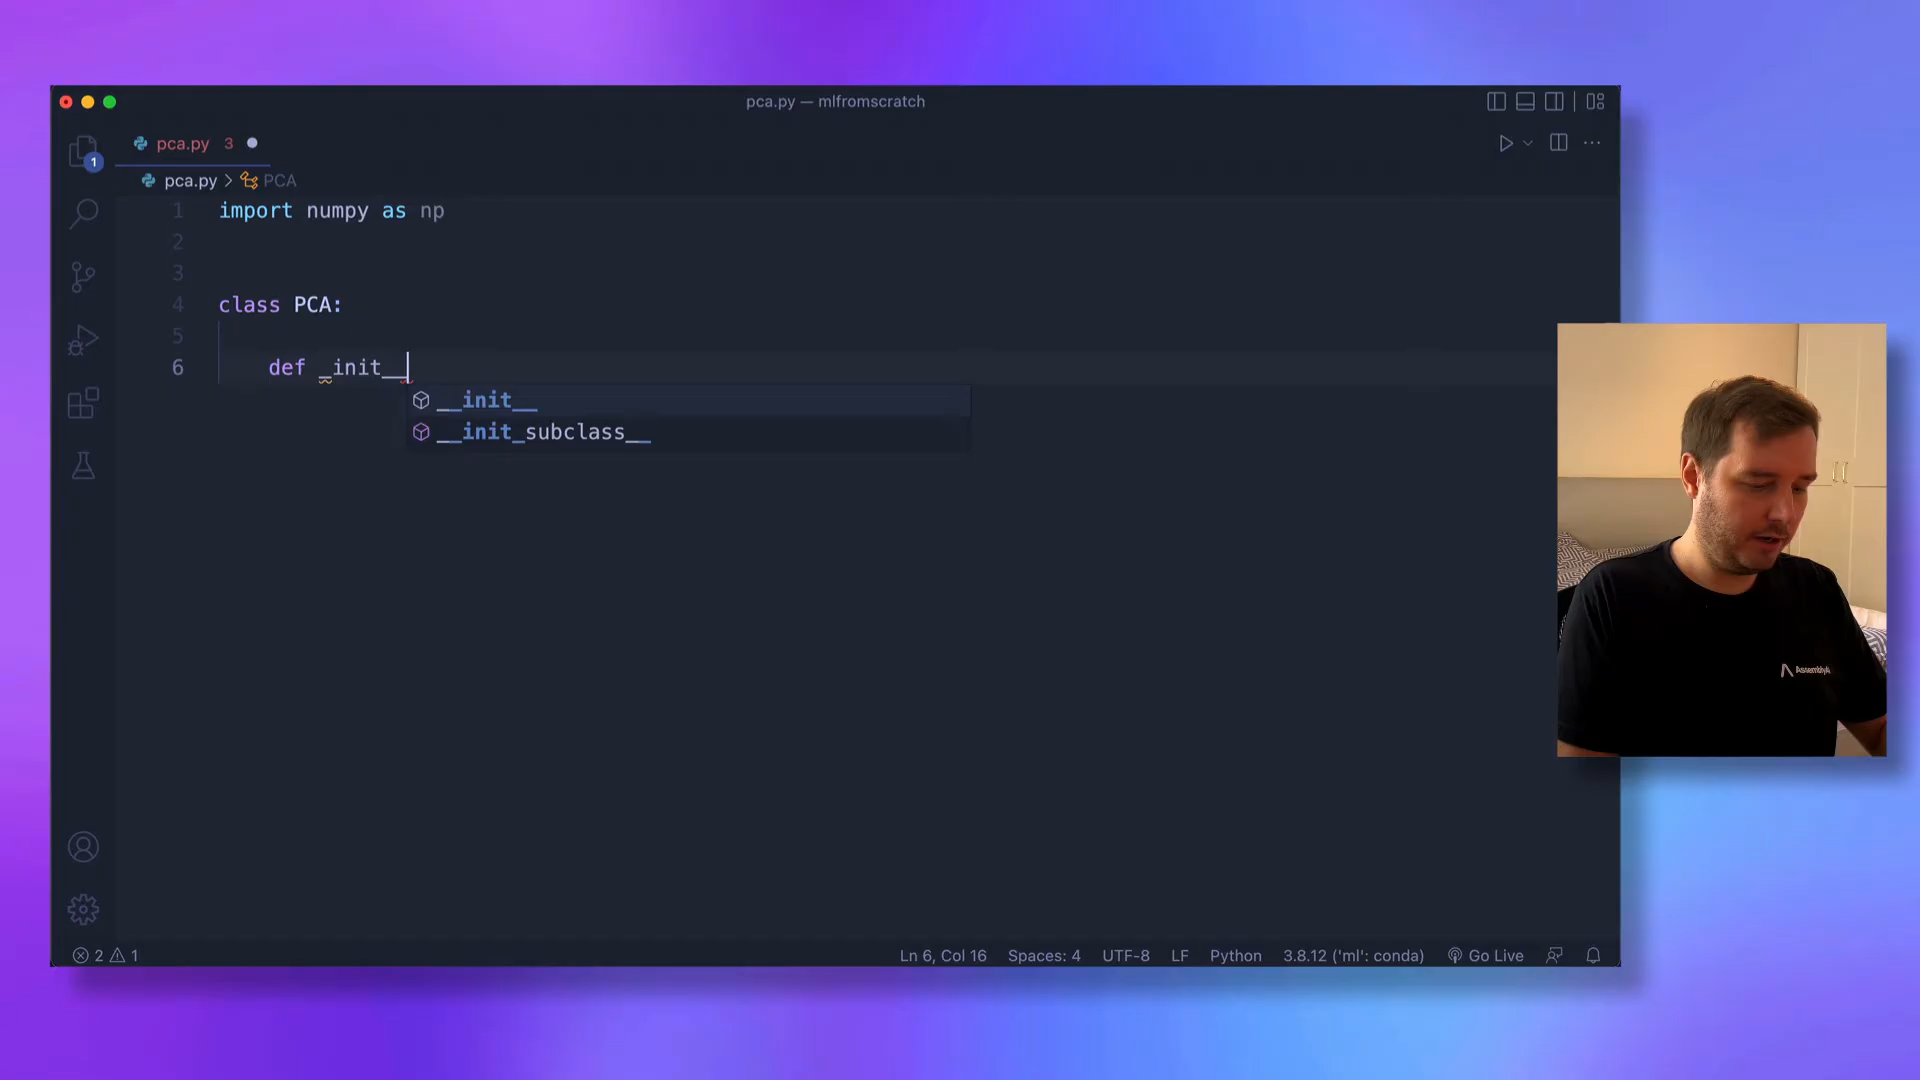 pca.py — mlfromscratch
pca.py 3
1
pca.py > PCA
1 import numpy as np
2
3
4 class PCA:
5
6 def _init__
__init__
__init_subclass__
AssemblyAI
2 1
Ln 6, Col 16 Spaces: 4 UTF-8 LF Python 3.8.12 ('ml': conda) Go Live